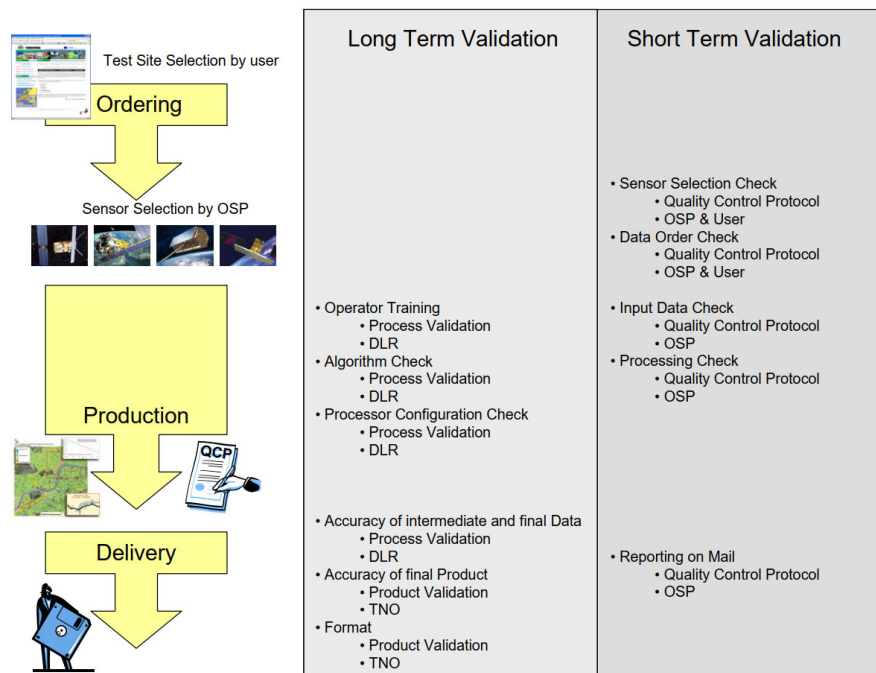 Test Site Selection by user
Ordering
Sensor Selection by OSP
Production
QCP
Delivery
Long Term Validation
• Operator Training
• Process Validation
• DLR
• Algorithm Check
• Process Validation
• DLR
• Processor Configuration Check
• Process Validation
• DLR
• Accuracy of intermediate and final Data
• Process Validation
• DLR
• Accuracy of final Product
• Product Validation
• TNO
• Format
• Product Validation
• TNO
Short Term Validation
• Sensor Selection Check
• Quality Control Protocol
• OSP & User
• Data Order Check
• Quality Control Protocol
• OSP & User
• Input Data Check
• Quality Control Protocol
• OSP
• Processing Check
• Quality Control Protocol
• OSP
• Reporting on Mail
• Quality Control Protocol
• OSP